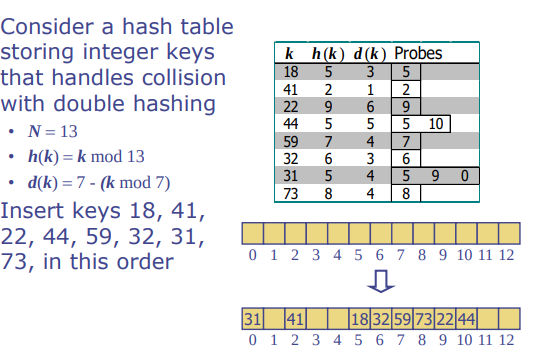 Consider a hash table
storing integer keys
that handles collision
with double hashing
• N = 13
• h(k) = k mod 13
• d(k) = 7 - (k mod 7)
Insert keys 18, 41,
22, 44, 59, 32, 31,
73, in this order
k h(k) d(k) Probes
18 5 3 5
41 2 1 2
22 9 6 9
44 5 5 5 10
59 7 4 7
32 6 3 6
31 5 4 5 9 0
73 8 4 8
0 1 2 3 4 5 6 7 8 9 10 11 12
31 41 18 32 59 73 22 44
0 1 2 3 4 5 6 7 8 9 10 11 12